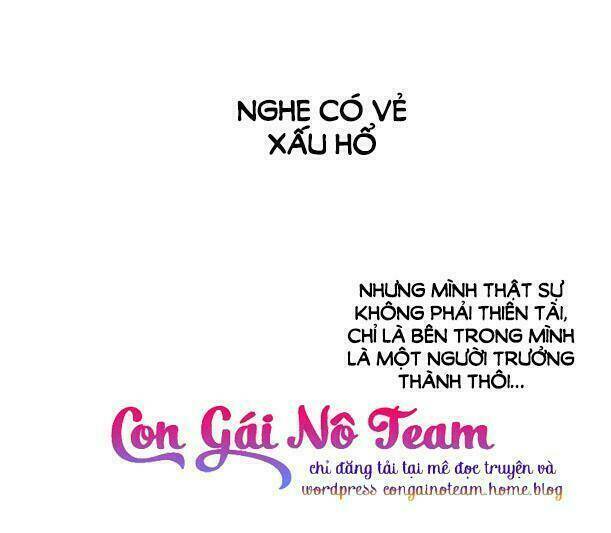 NGHE CÓ VẺ
XẤU HỔ
NHƯNG MÌNH THẬT SỰ
KHÔNG PHẢI THIÊN TÀI,
CHỈ LÀ BÊN TRONG MÌNH
LÀ MỘT NGƯỜI TRƯỞNG
THÀNH THÔI...
Con Gái Nô Team
chỉ đăng tải tại mê đọc truyện và
wordpress congainoteam.home.blog